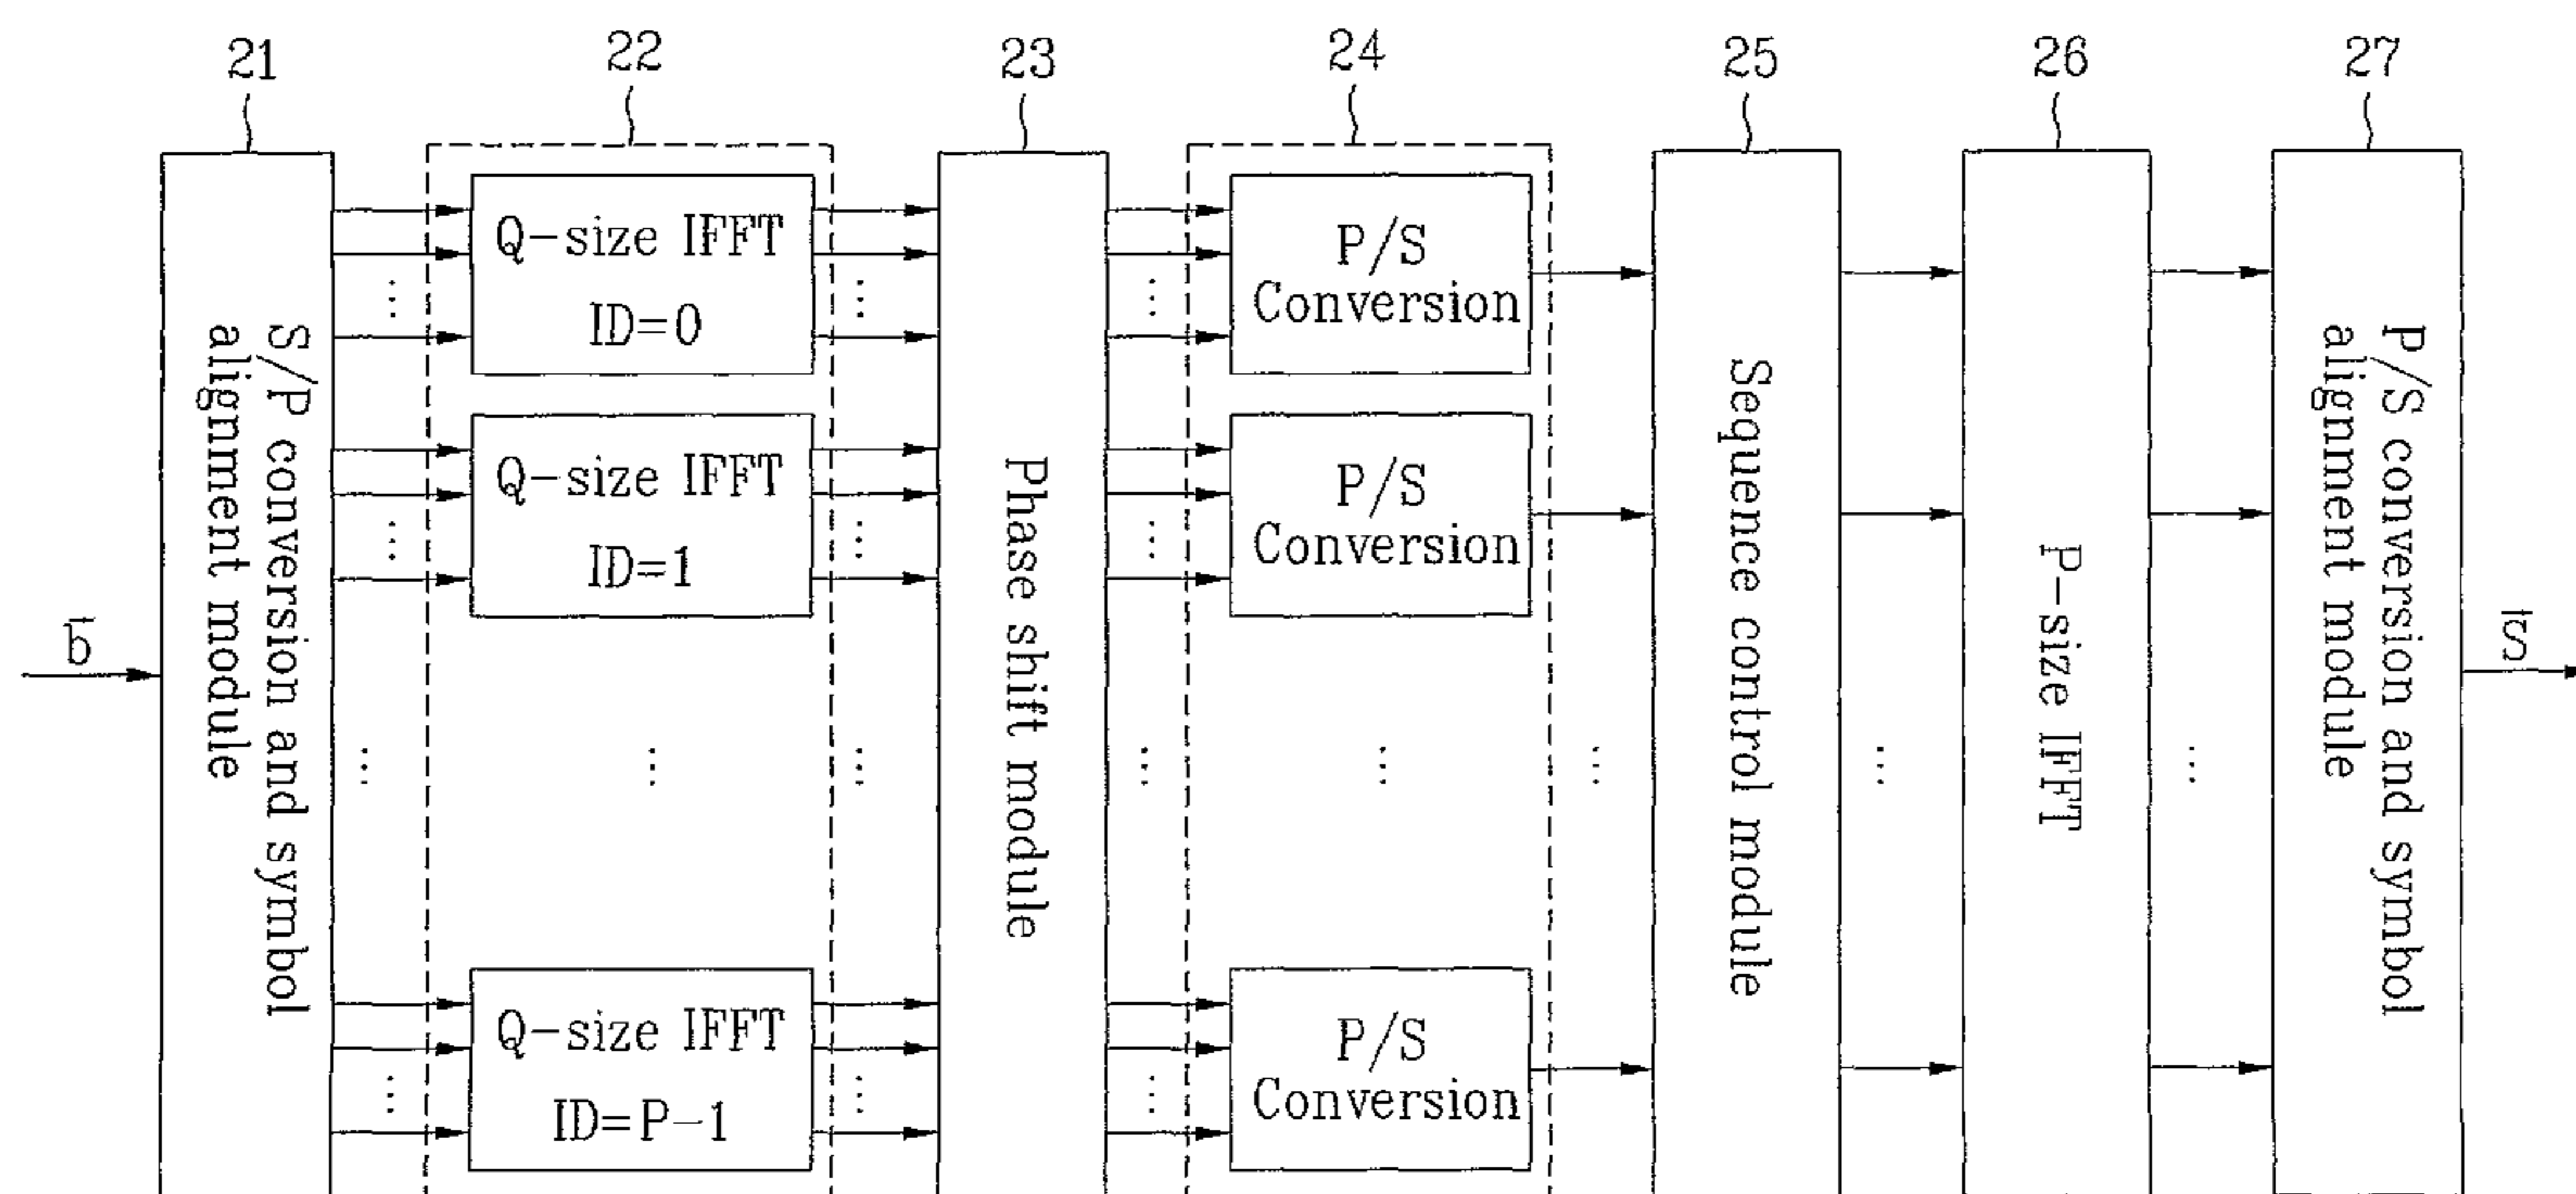 21
22
23
24
25
26
27
b̄
S/P conversion and symbol
alignment module
Q-size IFFT
ID=0
Q-size IFFT
ID=1
⋮
Q-size IFFT
ID=P-1
Phase shift module
P/S
Conversion
P/S
Conversion
⋮
P/S
Conversion
Sequence control module
P-size IFFT
P/S conversion and symbol
alignment module
S̄